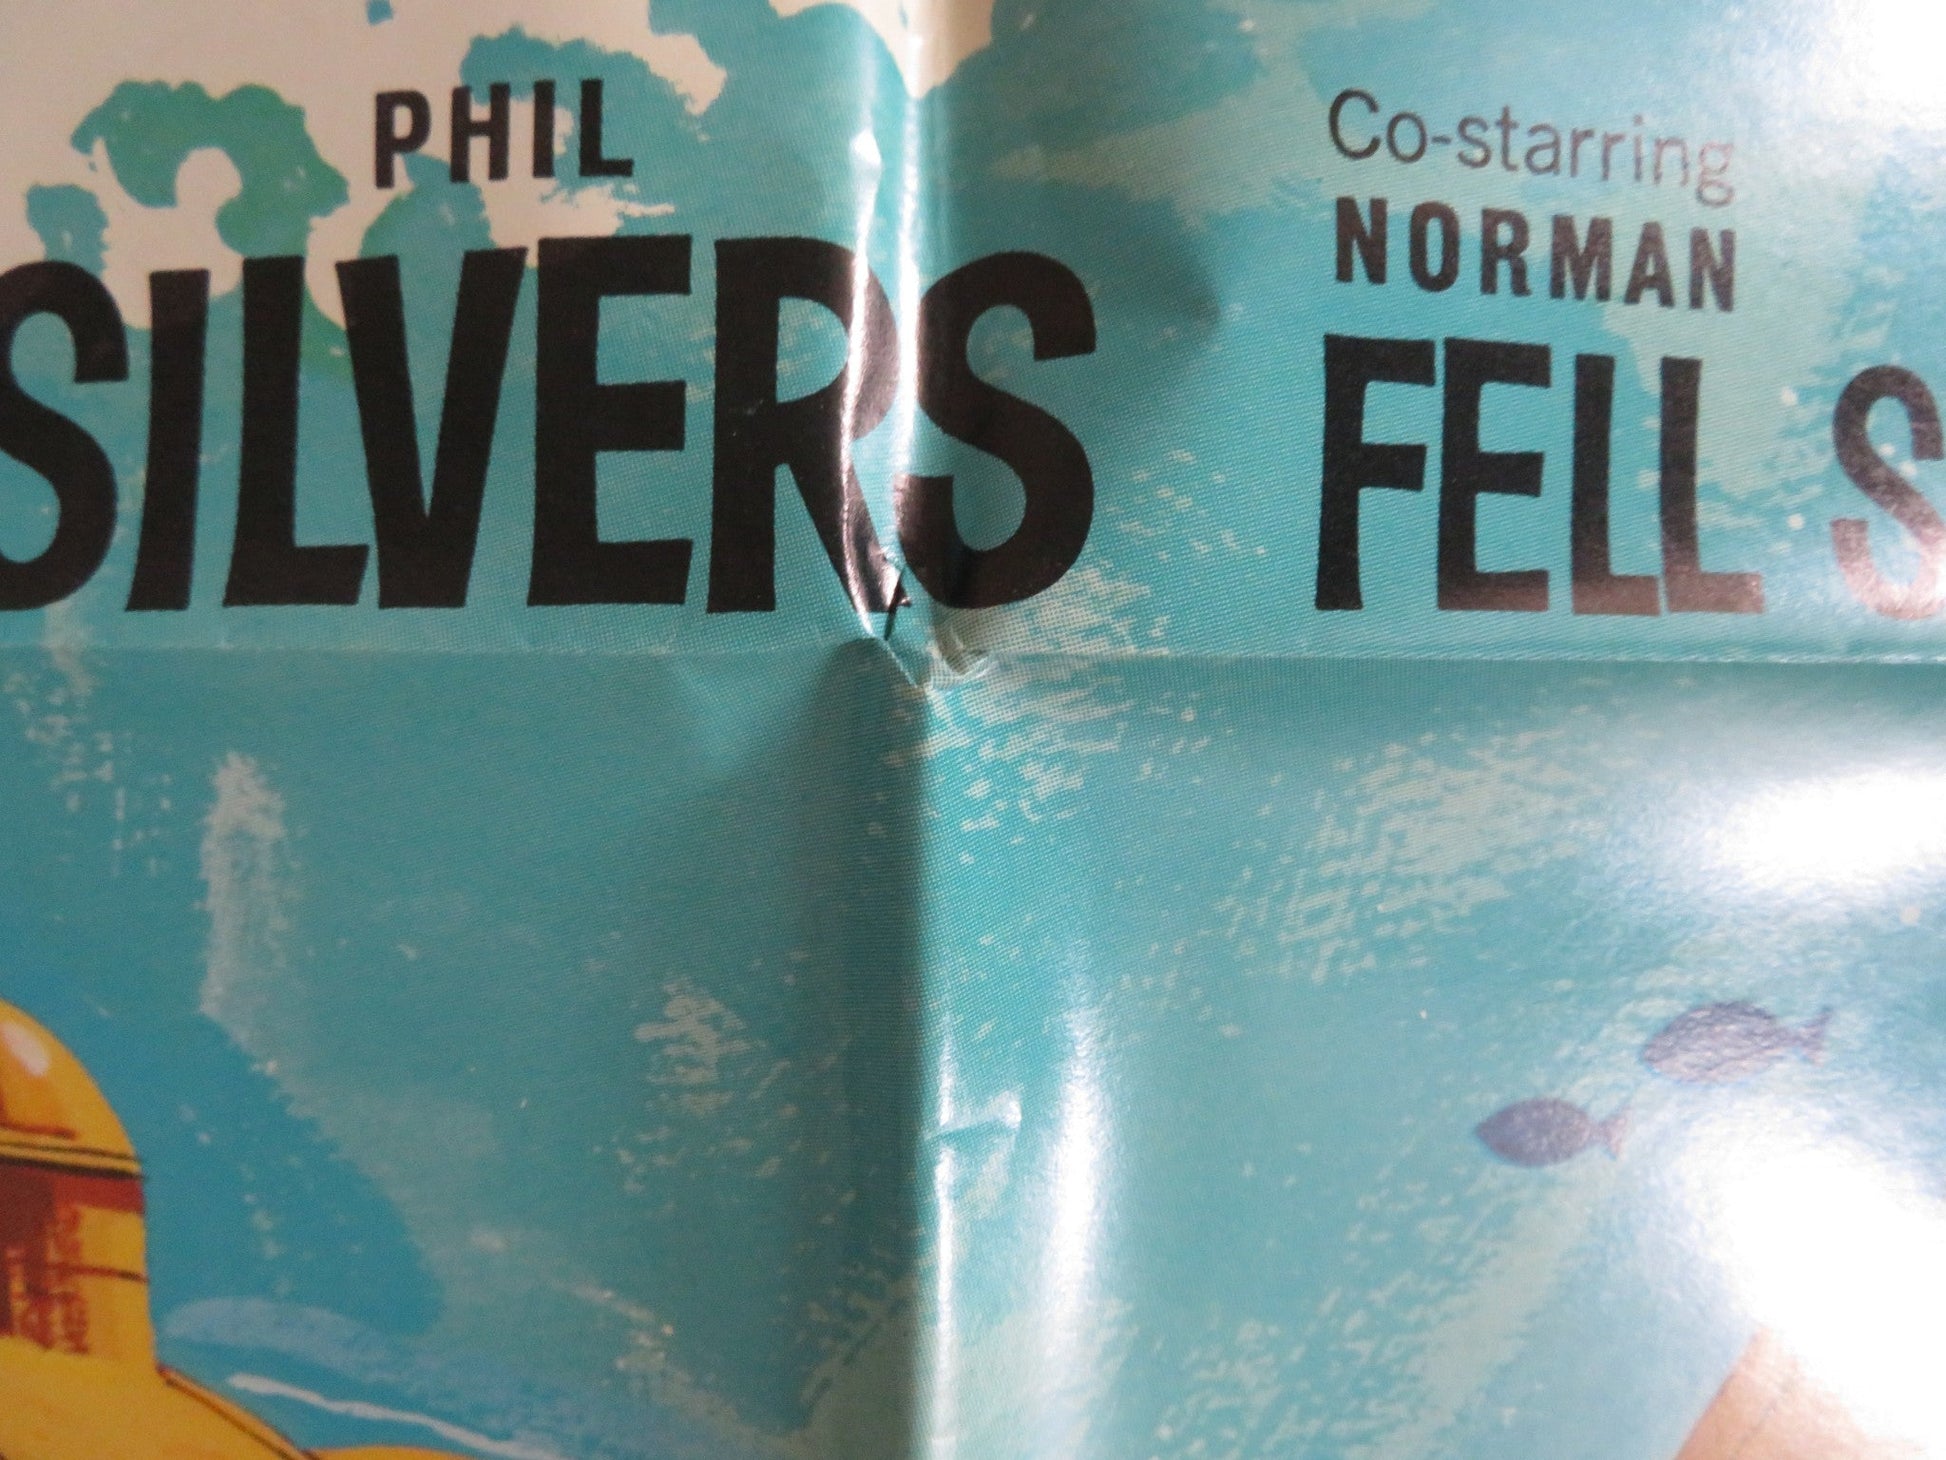 PHIL
SILVERS
Co-starring
NORMAN
FELL S